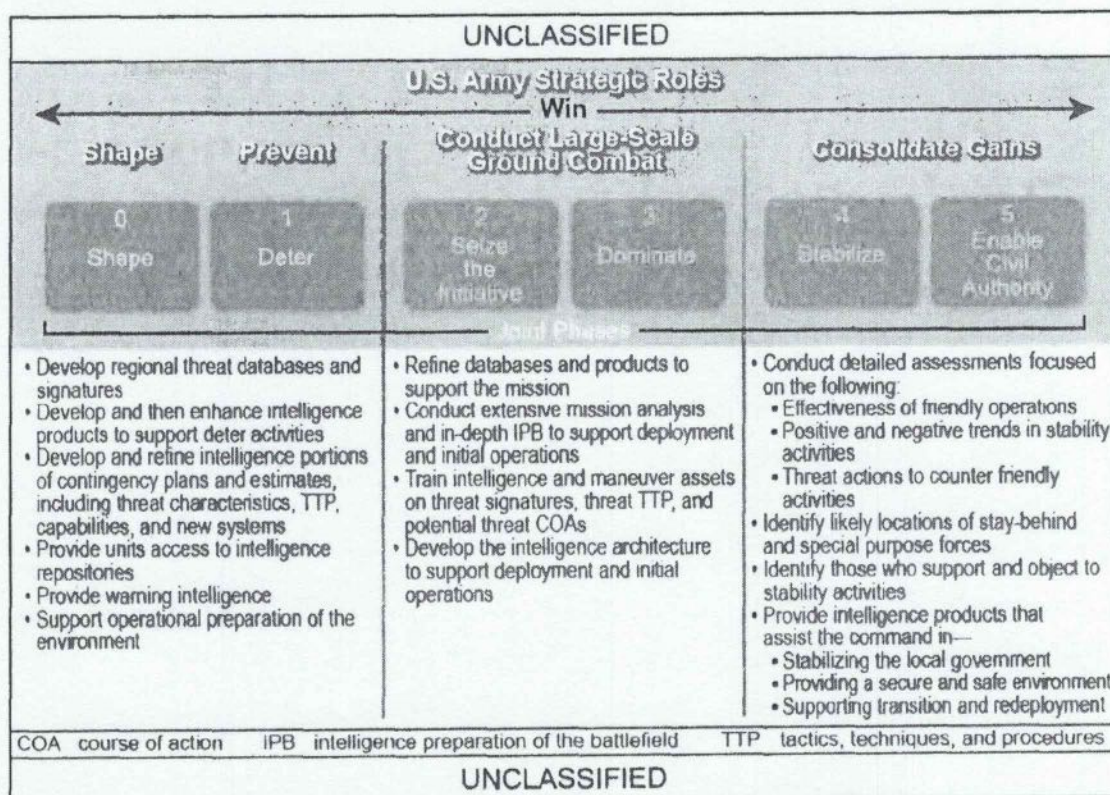 UNCLASSIFIED
U.S. Army Strategic Roles
Win
Shape
Prevent
Conduct Large-Scale
Ground Combat
Consolidate Gains
0
Shape
1
Deter
2
Seize
the
Initiative
3
Dominate
4
Stabilize
5
Enable
Civil
Authority
Joint Phases
• Develop regional threat databases and
signatures
• Develop and then enhance intelligence
products to support deter activities
• Develop and refine intelligence portions
of contingency plans and estimates,
including threat characteristics, TTP,
capabilities, and new systems
• Provide units access to intelligence
repositories
• Provide warning intelligence
• Support operational preparation of the
environment
• Refine databases and products to
support the mission
• Conduct extensive mission analysis
and in-depth IPB to support deployment
and initial operations
• Train intelligence and maneuver assets
on threat signatures, threat TTP, and
potential threat COAs
• Develop the intelligence architecture
to support deployment and initial
operations
• Conduct detailed assessments focused
on the following:
• Effectiveness of friendly operations
• Positive and negative trends in stability
activities
• Threat actions to counter friendly
activities
• Identify likely locations of stay-behind
and special purpose forces
• Identify those who support and object to
stability activities
• Provide intelligence products that
assist the command in—
• Stabilizing the local government
• Providing a secure and safe environment
• Supporting transition and redeployment
COA course of action IPB intelligence preparation of the battlefield TTP tactics, techniques, and procedures
UNCLASSIFIED